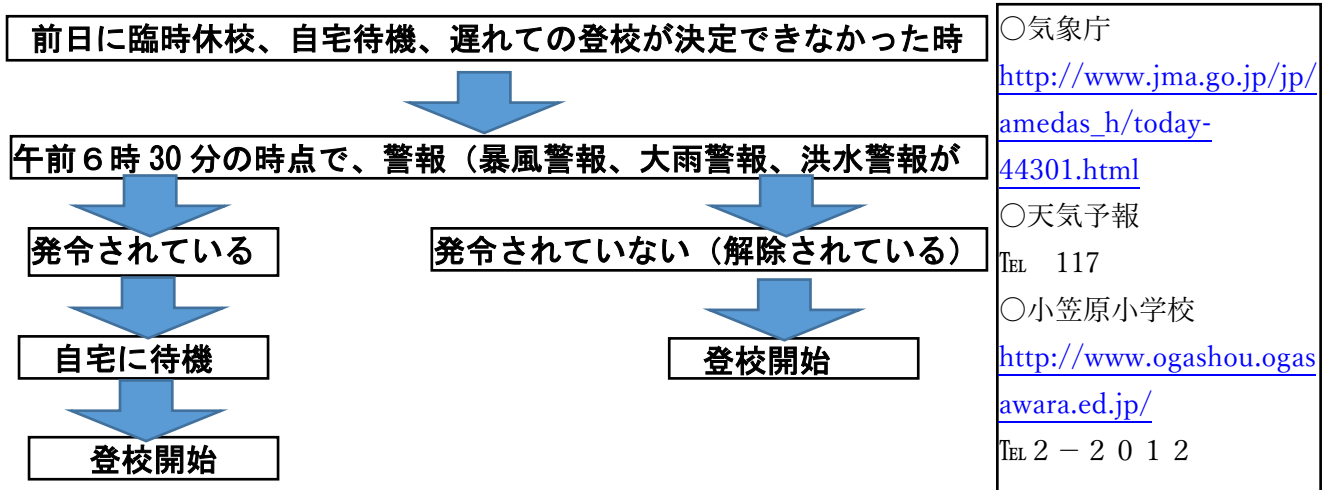 前日に臨時休校、自宅待機、遅れての登校が決定できなかった時
午前６時 30 分の時点で、警報（暴風警報、大雨警報、洪水警報が
発令されている
発令されていない（解除されている）
自宅に待機
登校開始
登校開始
○気象庁
http://www.jma.go.jp/jp/
amedas_h/today-
44301.html
○天気予報
℡　117
○小笠原小学校
http://www.ogashou.ogas
awara.ed.jp/
℡２－２０１２